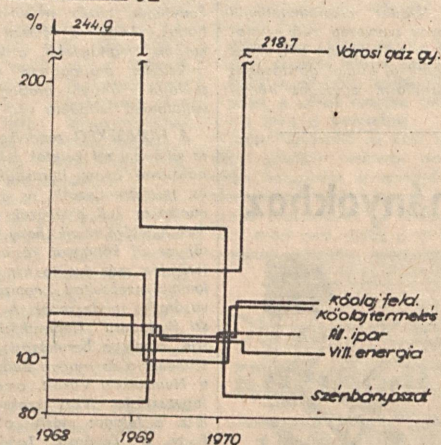 %
244,9
218,7
Városi gáz gy.
200
Kőolaj feld.
Kőolajtermelés
Áll. ipar
100
Vill. energia
Szénbányászat
80
1968
1969
1970